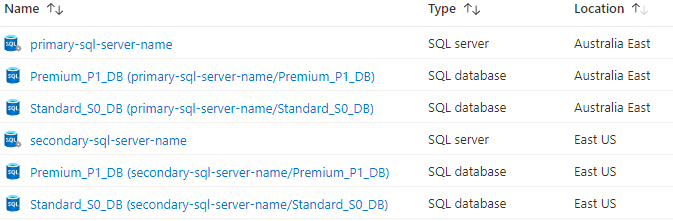 Name ↑↓ Type ↑↓ Location ↑↓
primary-sql-server-name SQL server Australia East
Premium_P1_DB (primary-sql-server-name/Premium_P1_DB) SQL database Australia East
Standard_S0_DB (primary-sql-server-name/Standard_S0_DB) SQL database Australia East
secondary-sql-server-name SQL server East US
Premium_P1_DB (secondary-sql-server-name/Premium_P1_DB) SQL database East US
Standard_S0_DB (secondary-sql-server-name/Standard_S0_DB) SQL database East US